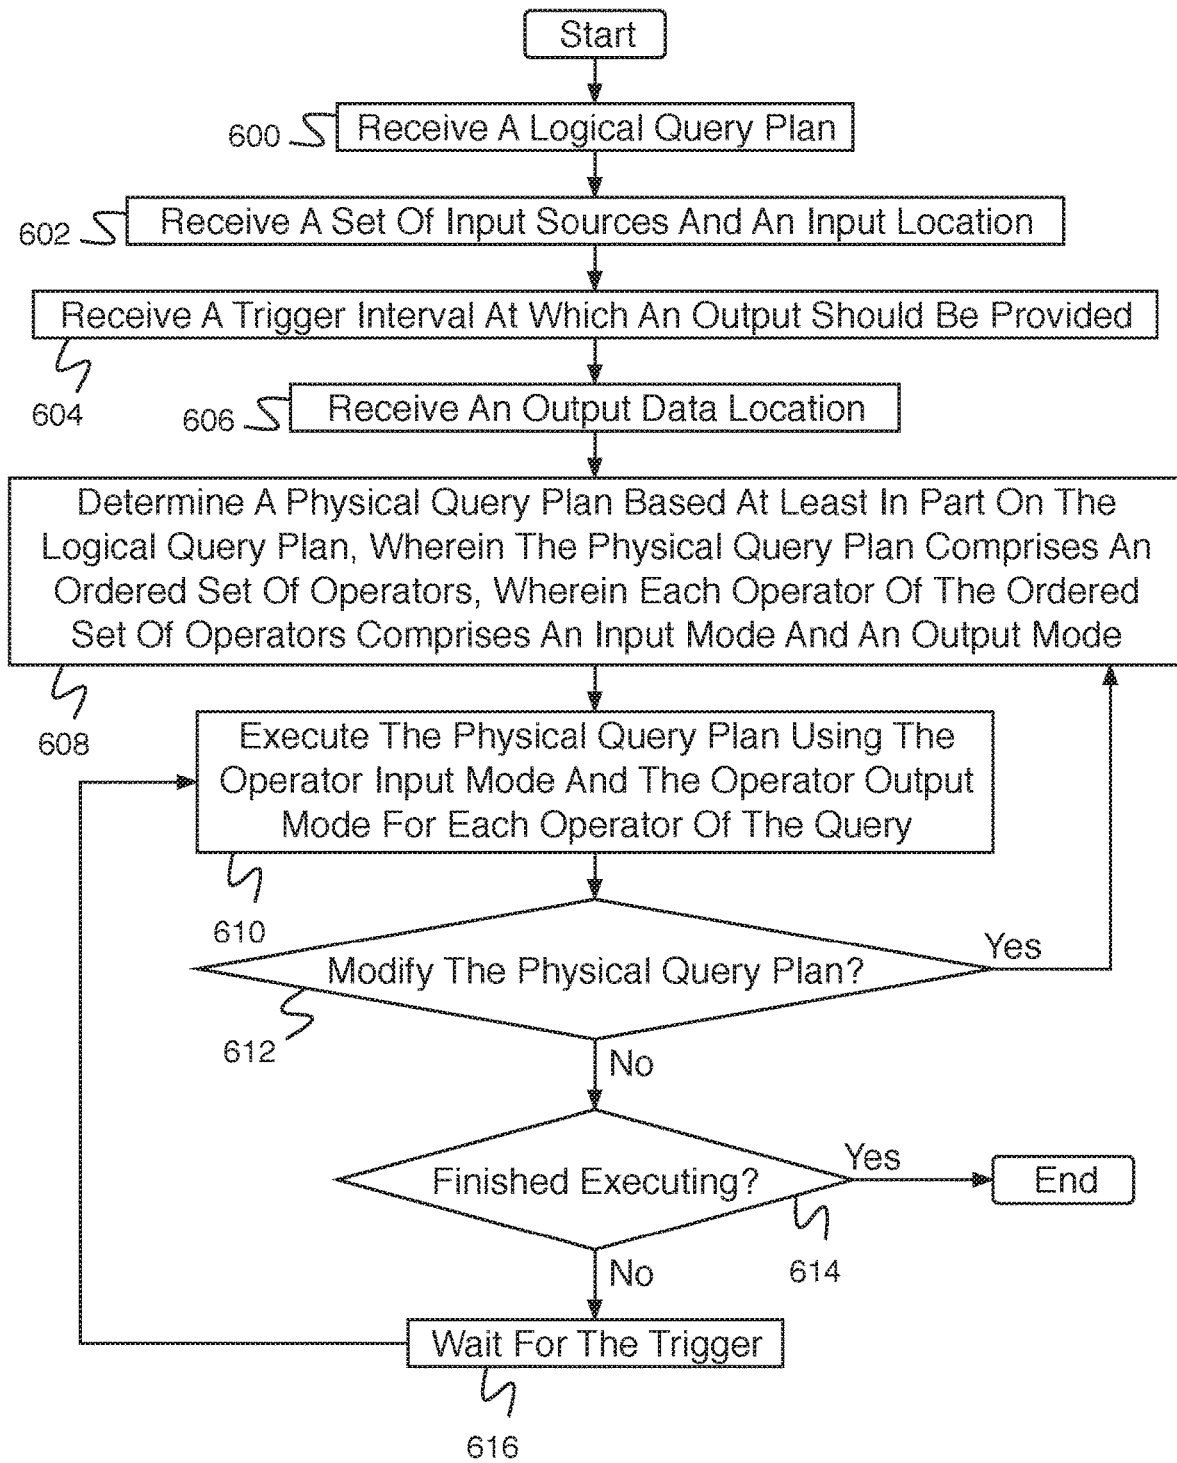 Start
600
Receive A Logical Query Plan
602
Receive A Set Of Input Sources And An Input Location
Receive A Trigger Interval At Which An Output Should Be Provided
604
606
Receive An Output Data Location
Determine A Physical Query Plan Based At Least In Part On The
Logical Query Plan, Wherein The Physical Query Plan Comprises An
Ordered Set Of Operators, Wherein Each Operator Of The Ordered
Set Of Operators Comprises An Input Mode And An Output Mode
608
Execute The Physical Query Plan Using The
Operator Input Mode And The Operator Output
Mode For Each Operator Of The Query
610
Modify The Physical Query Plan?
Yes
612
No
Finished Executing?
Yes
End
614
No
Wait For The Trigger
616